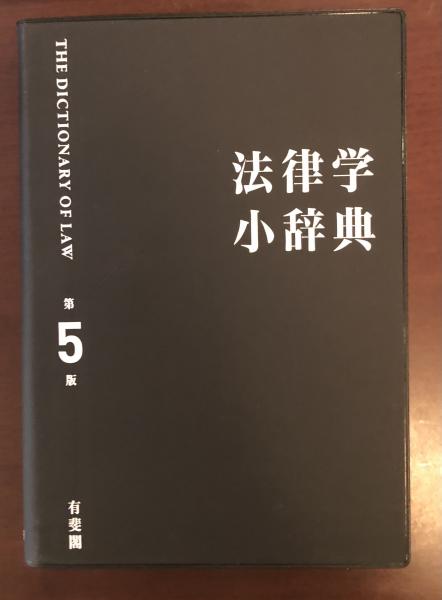 THE DICTIONARY OF LAW
第
5
版
有斐閣
法律学
小辞典